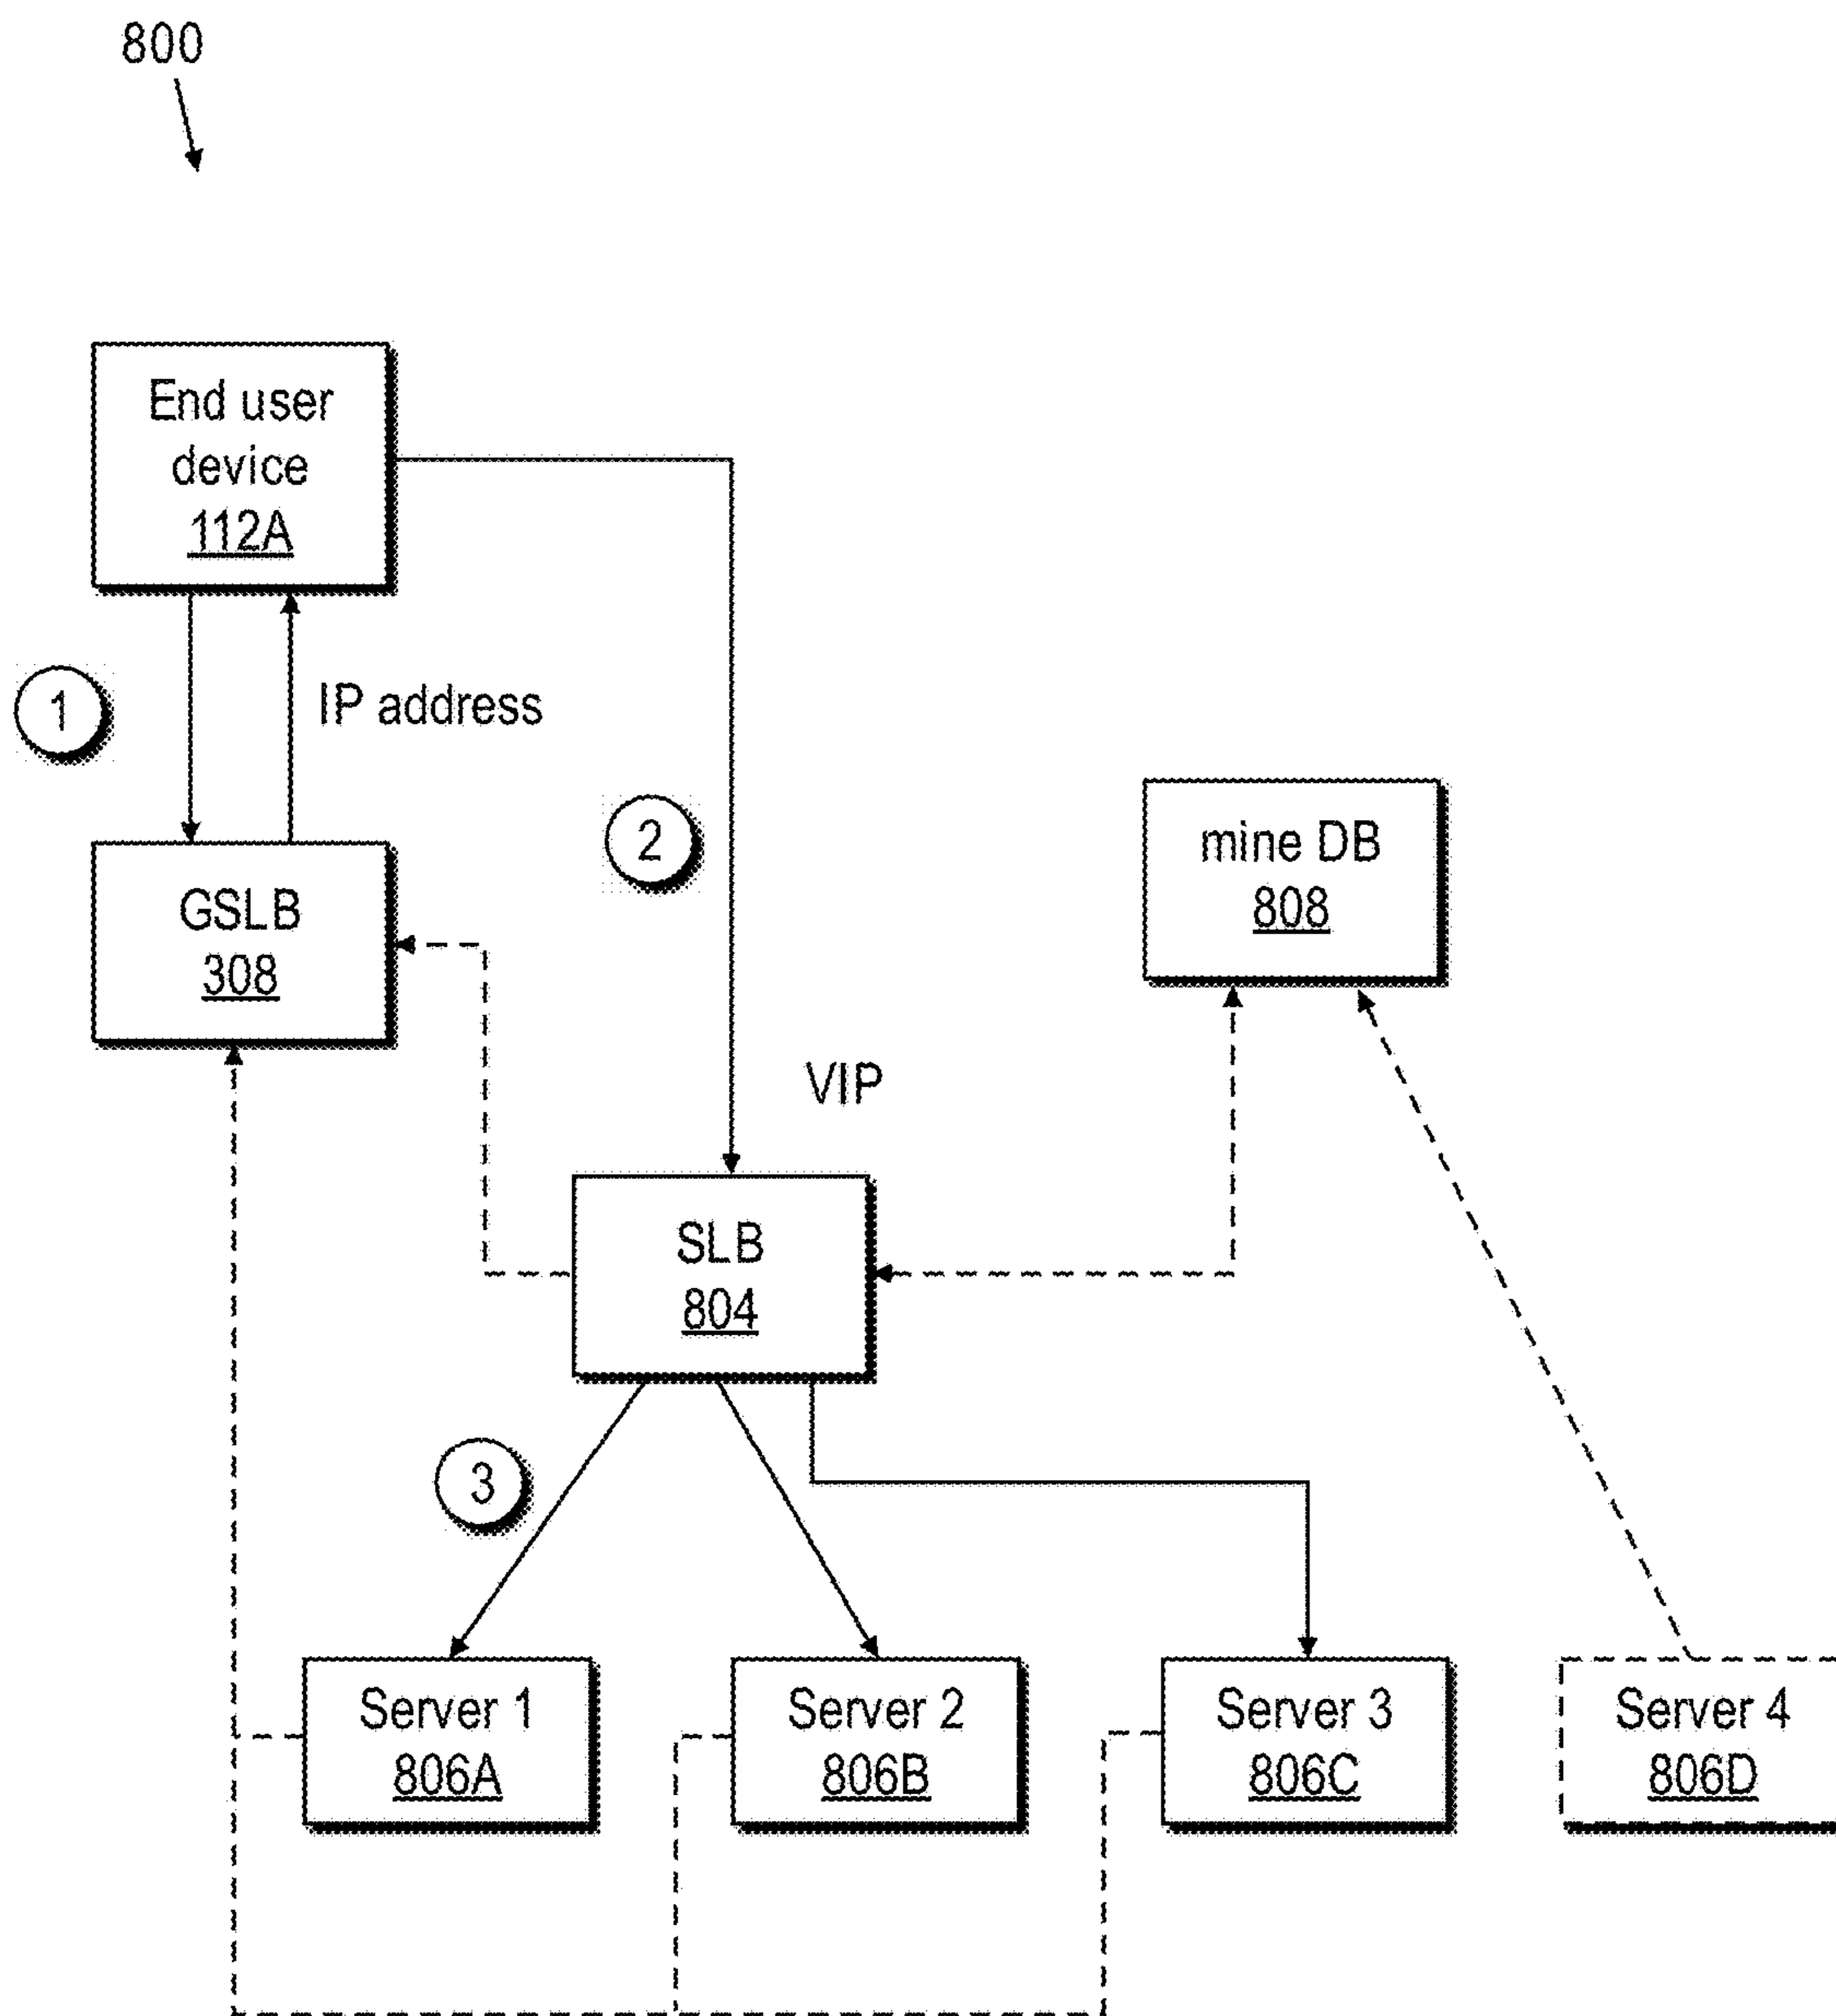 800
End user
device
112A
1
IP address
2
GSLB
308
mine DB
808
VIP
SLB
804
3
Server 1
806A
Server 2
806B
Server 3
806C
Server 4
806D